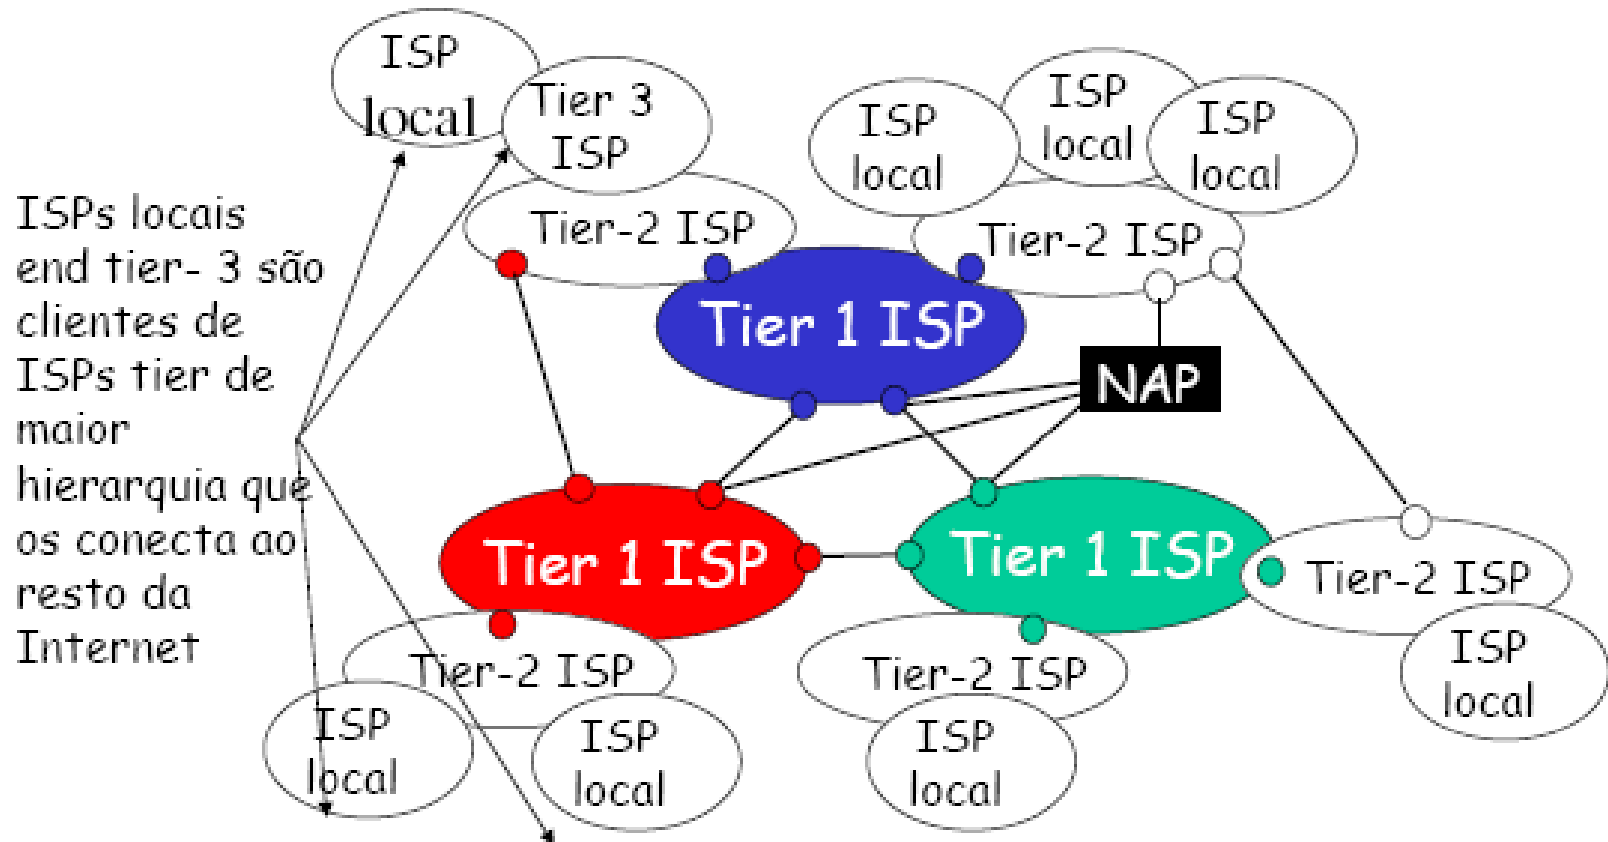 ISP
local
Tier 3
ISP
ISP
local
ISP
local
ISP
local
ISPs locais
end tier- 3 são
clientes de
ISPs tier de
maior
hierarquia que
os conecta ao
resto da
Internet
Tier-2 ISP
Tier-2 ISP
Tier 1 ISP
NAP
Tier 1 ISP
Tier 1 ISP
Tier-2 ISP
Tier-2 ISP
Tier-2 ISP
ISP
local
ISP
local
ISP
local
ISP
local